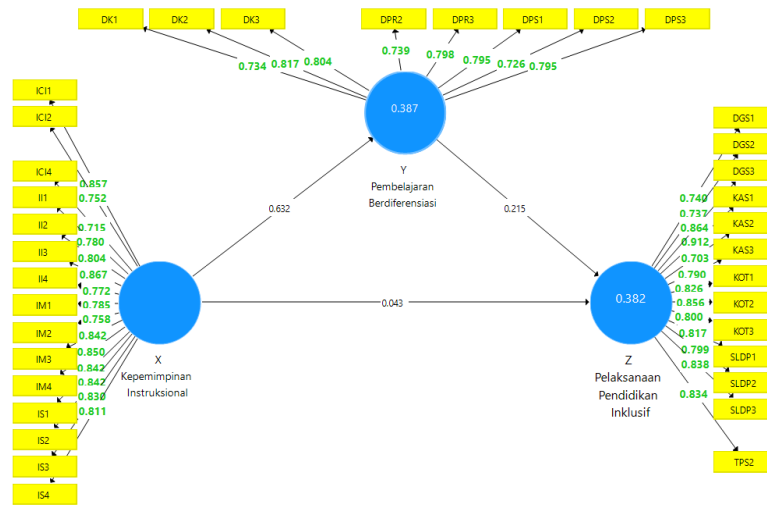 DK1
DK2
DK3
DPR2
DPR3
DPS1
DPS2
DPS3
0.734
0.817
0.804
0.739
0.798
0.795
0.726
0.795
0.387
Y
Pembelajaran
Berdiferensiasi
ICI1
ICI2
ICI4
II1
II2
II3
II4
IM1
IM2
IM3
IM4
IS1
IS2
IS3
IS4
0.857
0.752
0.715
0.780
0.804
0.867
0.772
0.785
0.758
0.842
0.850
0.842
0.842
0.830
0.811
X
Kepemimpinan
Instruksional
0.632
0.215
0.043
0.382
Z
Pelaksanaan
Pendidikan
Inklusif
0.740
0.737
0.864
0.912
0.703
0.790
0.826
0.856
0.800
0.817
0.799
0.838
0.834
DGS1
DGS2
DGS3
KAS1
KAS2
KAS3
KOT1
KOT2
KOT3
SLDP1
SLDP2
SLDP3
TPS2